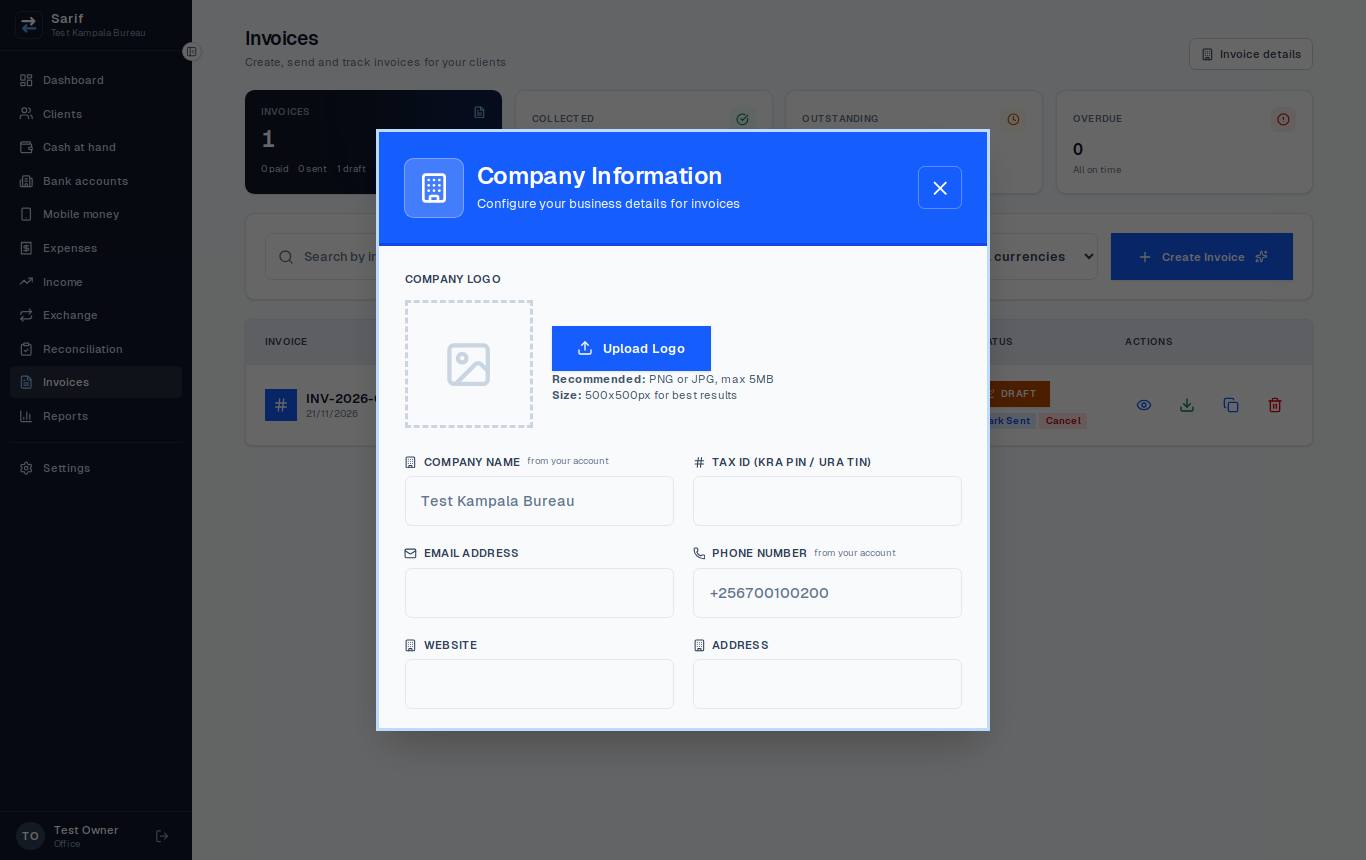 Sarif
Test Kampala Bureau
Dashboard
Clients
Cash at hand
Bank accounts
Mobile money
Expenses
Income
Exchange
Reconciliation
Invoices
Reports
Settings
TO
Test Owner
Office
Invoices
Create, send and track invoices for your clients
Invoice details
INVOICES
1
0 paid 0 sent 1 draft
COLLECTED
OUTSTANDING
OVERDUE
0
All on time
Search by in
currencies
Create Invoice
INVOICE
ACTIONS
INV-2026-
21/11/2026
DRAFT
Cancel
Company Information
Configure your business details for invoices
COMPANY LOGO
Upload Logo
Recommended: PNG or JPG, max 5MB
Size: 500x500px for best results
COMPANY NAME from your account
Test Kampala Bureau
TAX ID (KRA PIN / URA TIN)
EMAIL ADDRESS
PHONE NUMBER from your account
+256700100200
WEBSITE
ADDRESS